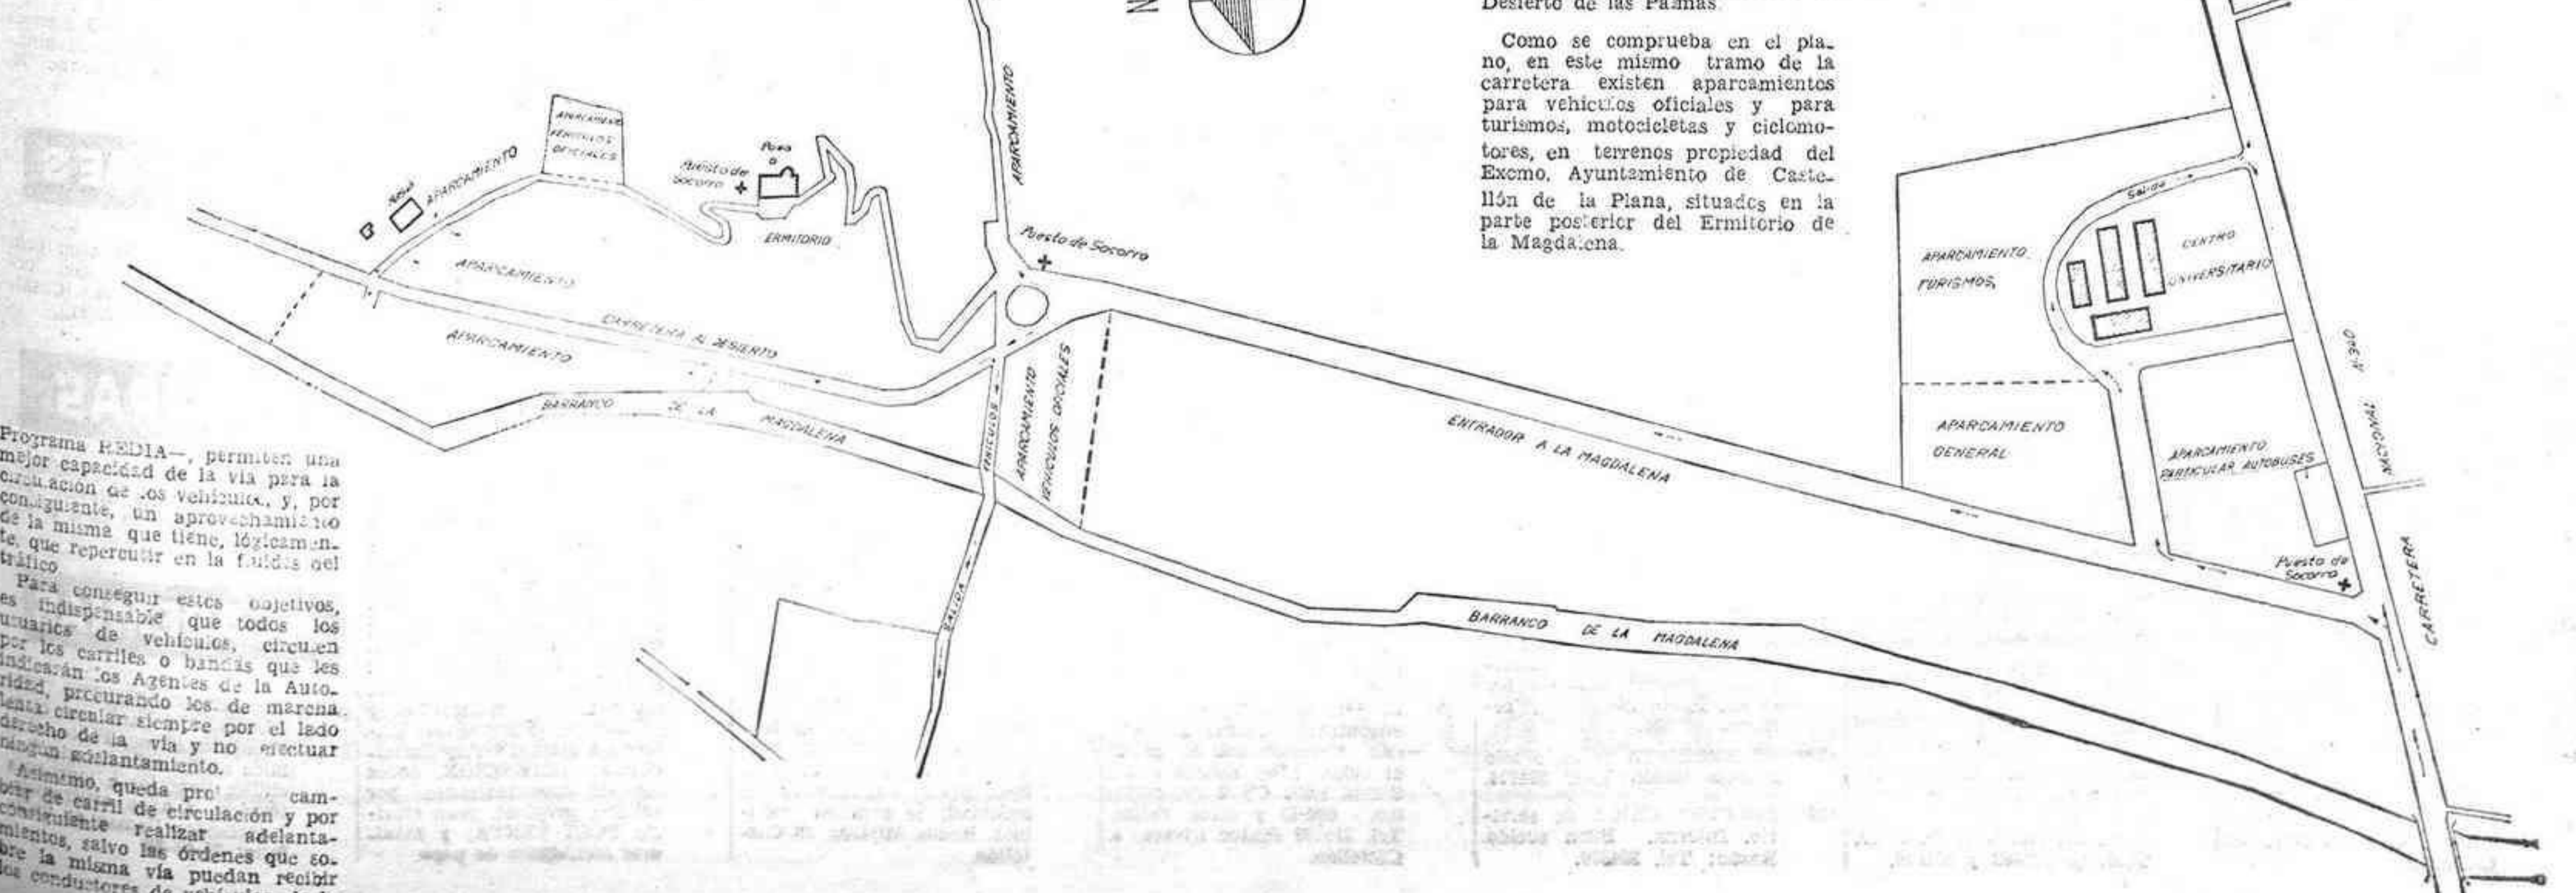 N
Desierto de las Palmas.
Como se comprueba en el pla-
no, en este mismo tramo de la
carretera existen aparcamientos
para vehículos oficiales y para
turismos, motocicletas y ciclomo-
tores, en terrenos propiedad del
Excmo. Ayuntamiento de Caste-
llón de la Plana, situados en la
parte posterior del Ermitorio de
la Magdalena.
APARCAMIENTO
APARCAMIENTO
VEHICULOS
OFICIALES
APARCAMIENTO
Puesto de
Socorro
ERMITORIO
Puesto de Socorro
APARCAMIENTO
CARRETERA AL DESIERTO
APARCAMIENTO
BARRANCO DE LA MAGDALENA
VEHICULOS
SALIDA
APARCAMIENTO
VEHICULOS OFICIALES
ENTRADOR A LA MAGDALENA
BARRANCO DE LA MAGDALENA
Salida
CENTRO
UNIVERSITARIO
APARCAMIENTO
TURISMOS,
APARCAMIENTO
GENERAL
APARCAMIENTO
PARTICULAR AUTOBUSES
Puesto de
Socorro
CARRETERA
NACIONAL
N-340
ES
DAS
Programa REDIA—, permiten una
mejor capacidad de la vía para la
circulación de los vehículos, y, por
consiguiente, un aprovechamiento
de la misma que tiene, lógicamen-
te, que repercutir en la fluidez del
tráfico.
Para conseguir estos objetivos,
es indispensable que todos los
usuarios de vehículos, circulen
por los carriles o bandas que les
indicarán los Agentes de la Auto-
ridad, procurando los de marcha
lenta circular siempre por el lado
derecho de la vía y no efectuar
ningún adelantamiento.
Asimismo, queda pro cam-
biar de carril de circulación y por
consiguiente realizar adelanta-
mientos, salvo las órdenes que so-
bre la misma vía puedan recibir
los conductores de